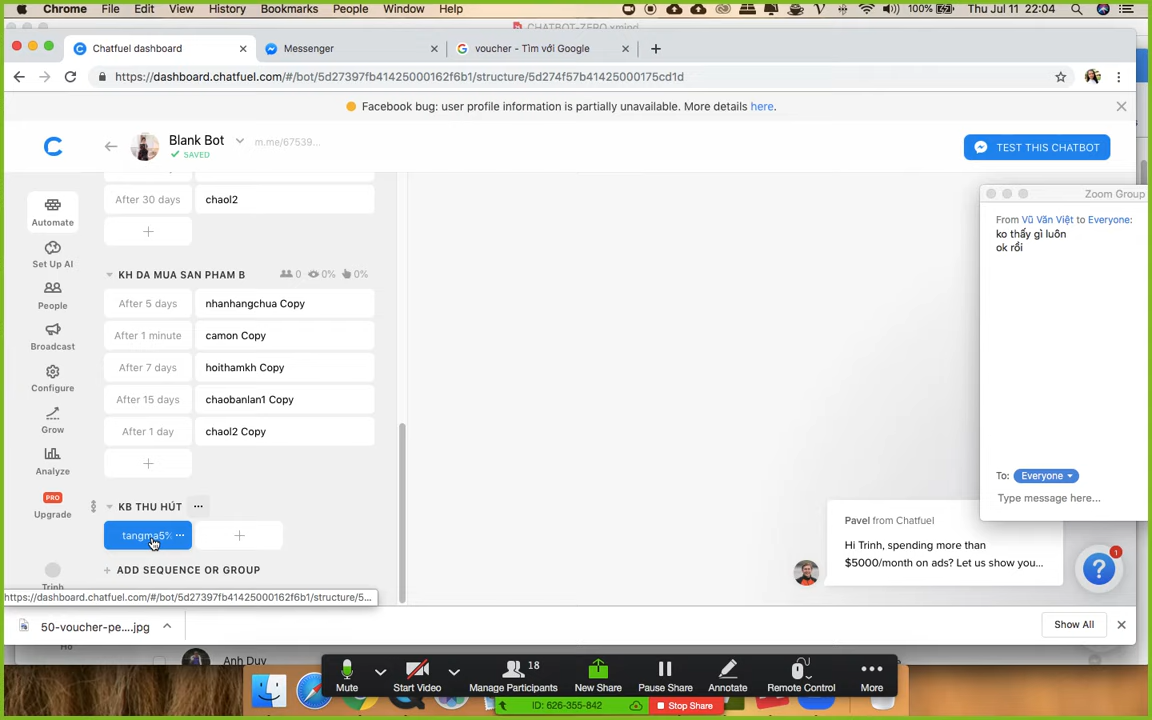 Chrome File Edit View History Bookmarks People Window Help
100% Thu Jul 11 22:04
CHATBOT-ZERO.xmind
Chatfuel dashboard
Messenger
voucher - Tìm với Google
https://dashboard.chatfuel.com/#/bot/5d27397fb41425000162f6b1/structure/5d274f57b41425000175cd1d
Facebook bug: user profile information is partially unavailable. More details here.
Blank Bot
m.me/67539...
SAVED
TEST THIS CHATBOT
Automate
Set Up AI
People
Broadcast
Configure
Grow
Analyze
PRO
Upgrade
Trinh
After 30 days chaol2
KH DA MUA SAN PHAM B 0 0% 0%
After 5 days nhanhangchua Copy
After 1 minute camon Copy
After 7 days hoithamkh Copy
After 15 days chaobanlan1 Copy
After 1 day chaol2 Copy
KB THU HÚT
tangma5%
ADD SEQUENCE OR GROUP
https://dashboard.chatfuel.com/#/bot/5d27397fb41425000162f6b1/structure/5...
Zoom Group
From Vũ Văn Việt to Everyone:
ko thấy gì luôn
ok rồi
To: Everyone
Type message here...
Pavel from Chatfuel
Hi Trinh, spending more than
$5000/month on ads? Let us show you...
1
50-voucher-pe....jpg
Show All
Anh Duy
Mute
Start Video
18
Manage Participants
New Share
Pause Share
Annotate
Remote Control
More
ID: 626-355-842
Stop Share